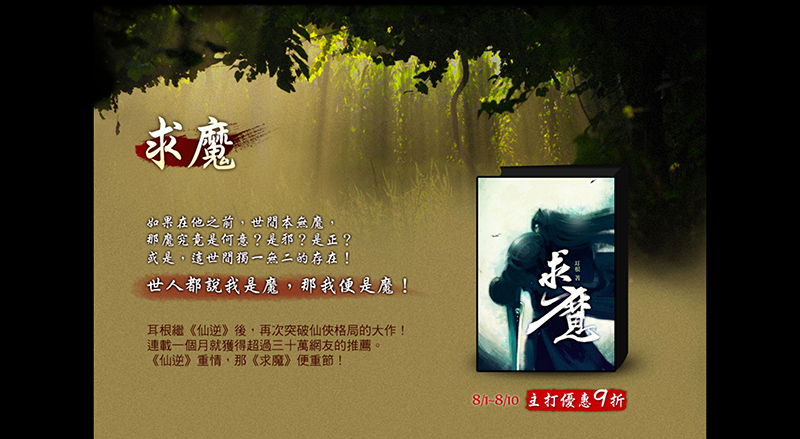 求魔
如果在他之前，世間本無魔，
那魔究竟是何意？是邪？是正？
或是，這世間獨一無二的存在！
世人都說我是魔，那我便是魔！
耳根繼《仙逆》後，再次突破仙俠格局的大作！
連載一個月就獲得超過三十萬網友的推薦。
《仙逆》重情，那《求魔》便重節！
耳根 著
求魔
8/1-8/10 主打優惠9折